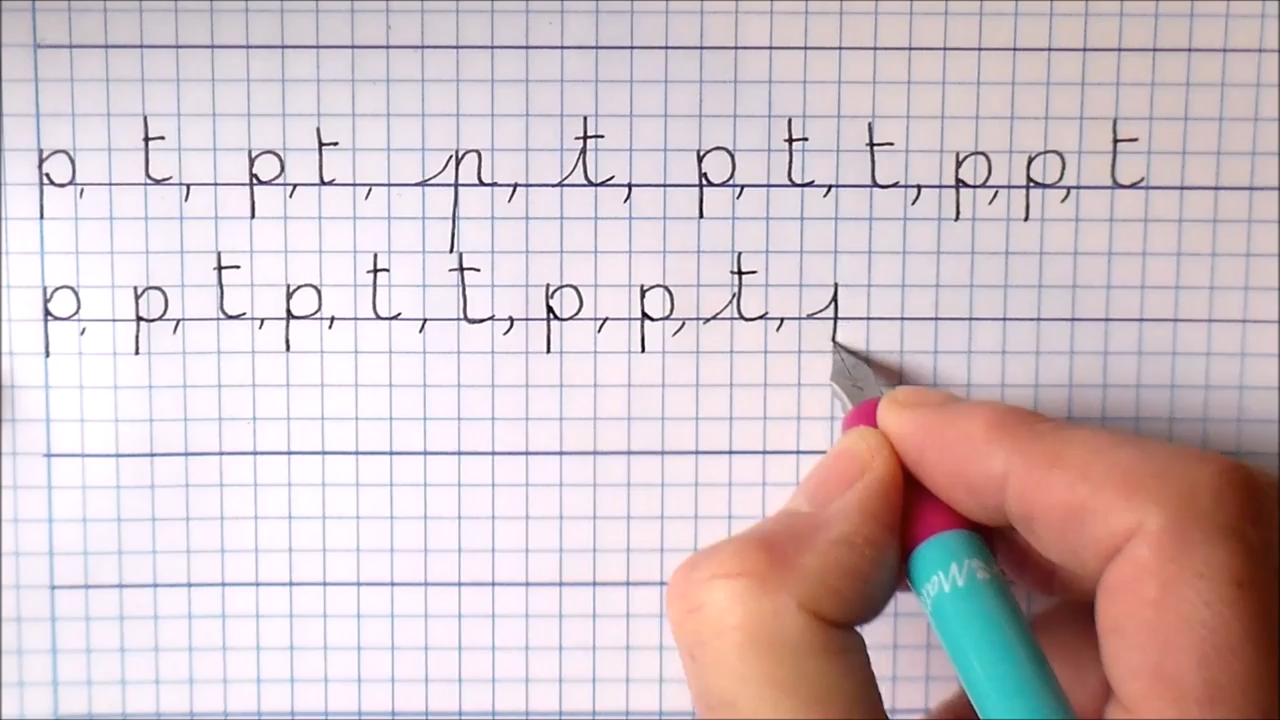 p, t, p,t, p, t, p, t, t, p,p, t
p, p, t,p, t, t, p, p, t,